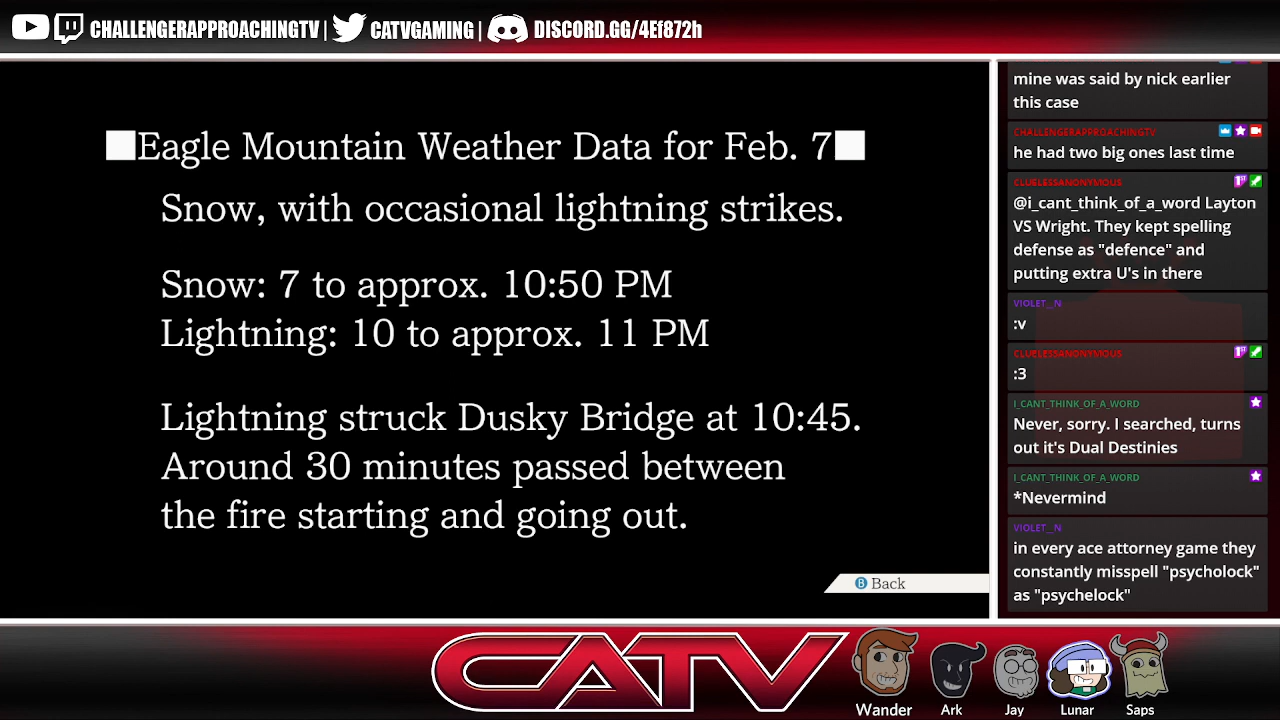 CHALLENGERAPPROACHINGTV | CATVGAMING | DISCORD.GG/4Ef872h
■Eagle Mountain Weather Data for Feb. 7■
Snow, with occasional lightning strikes.
Snow: 7 to approx. 10:50 PM
Lightning: 10 to approx. 11 PM
Lightning struck Dusky Bridge at 10:45.
Around 30 minutes passed between
the fire starting and going out.
B Back
mine was said by nick earlier
this case
CHALLENGERAPPROACHINGTV
he had two big ones last time
CLUELESSANONYMOUS
@i_cant_think_of_a_word Layton
VS Wright. They kept spelling
defense as "defence" and
putting extra U's in there
VIOLET__N
:v
CLUELESSANONYMOUS
:3
I_CANT_THINK_OF_A_WORD
Never, sorry. I searched, turns
out it's Dual Destinies
I_CANT_THINK_OF_A_WORD
*Nevermind
VIOLET__N
in every ace attorney game they
constantly misspell "psycholock"
as "psychelock"
CATV
Wander Ark Jay Lunar Saps